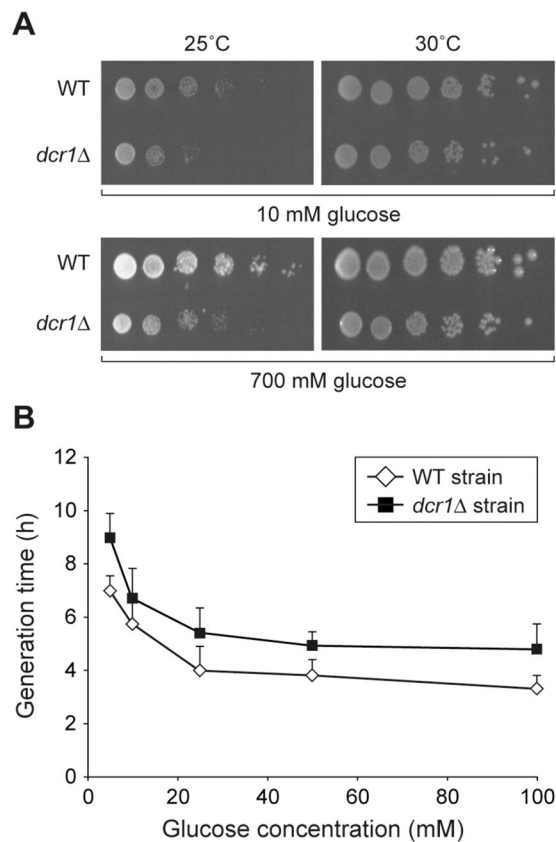 A
25˚C 30˚C
WT
dcr1Δ
10 mM glucose
WT
dcr1Δ
700 mM glucose
B
12
10
8
6
4
2
0
Generation time (h)
WT strain
dcr1Δ strain
0 20 40 60 80 100
Glucose concentration (mM)